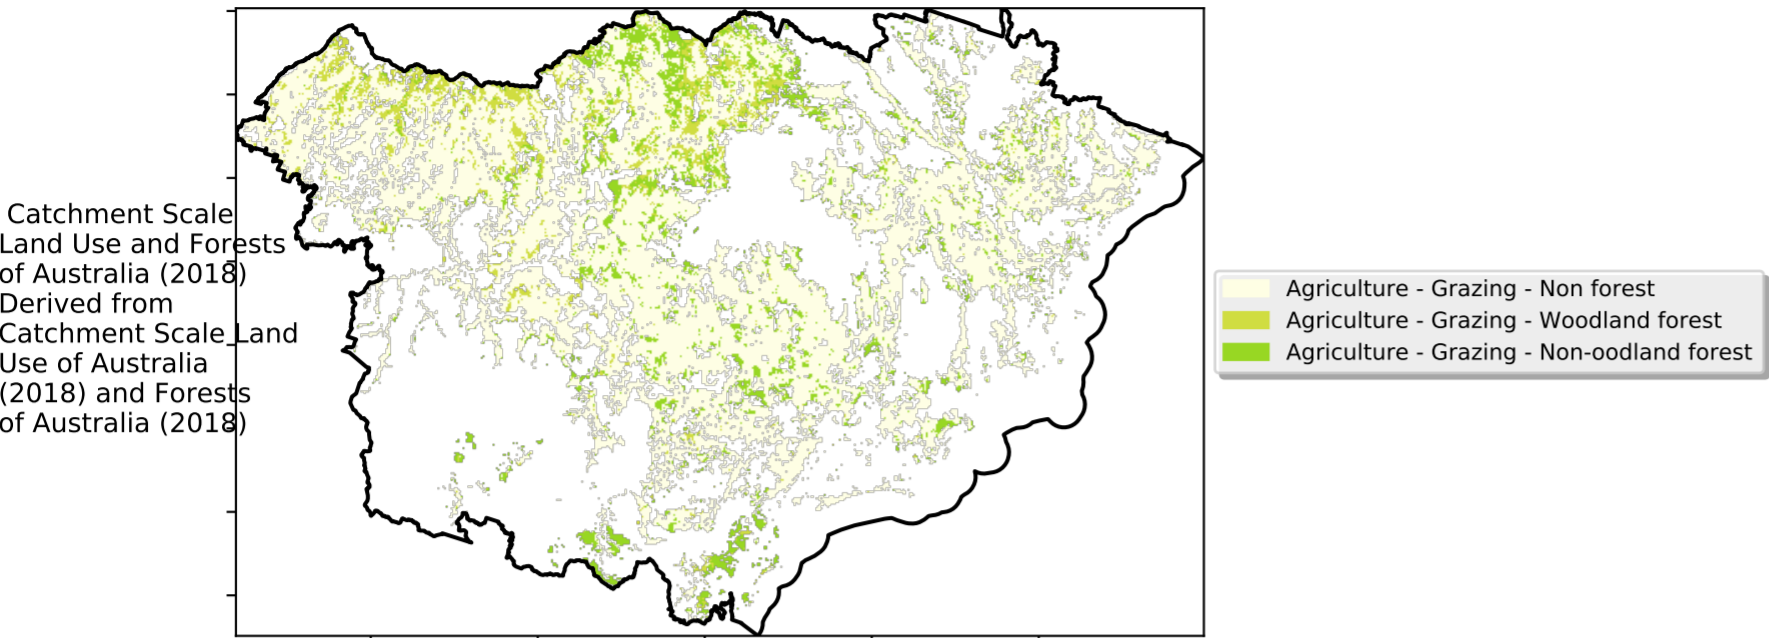 Catchment Scale
Land Use and Forests
of Australia (2018)
Derived from
Catchment Scale Land
Use of Australia
(2018) and Forests
of Australia (2018)
Agriculture - Grazing - Non forest
Agriculture - Grazing - Woodland forest
Agriculture - Grazing - Non-oodland forest